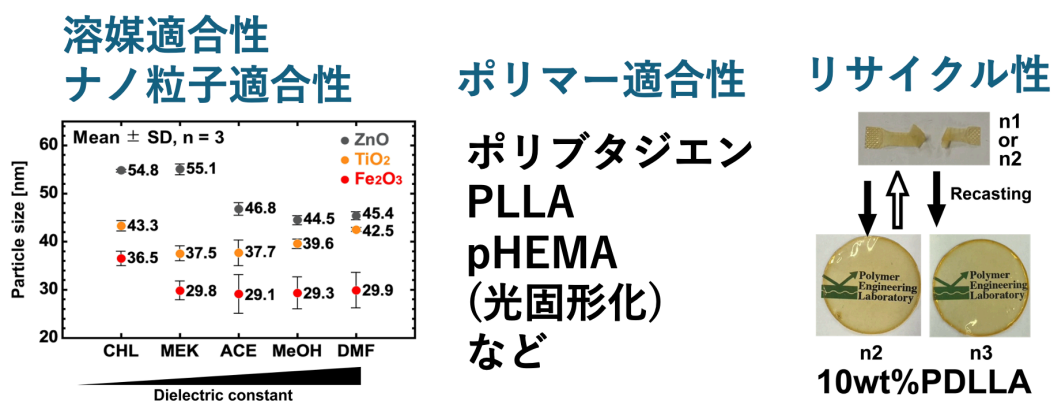 溶媒適合性
ナノ粒子適合性
Mean ± SD, n = 3
ZnO
TiO₂
Fe₂O₃
Particle size [nm]
60
50
40
30
20
54.8
55.1
46.8
44.5
45.4
43.3
37.5
37.7
39.6
42.5
36.5
29.8
29.1
29.3
29.9
CHL MEK ACE MeOH DMF
Dielectric constant
ポリマー適合性
ポリブタジエン
PLLA
pHEMA
(光固形化)
など
リサイクル性
n1
or
n2
Recasting
Polymer
Engineering
Laboratory
Polymer
Engineering
Laboratory
n2
n3
10wt%PDLLA